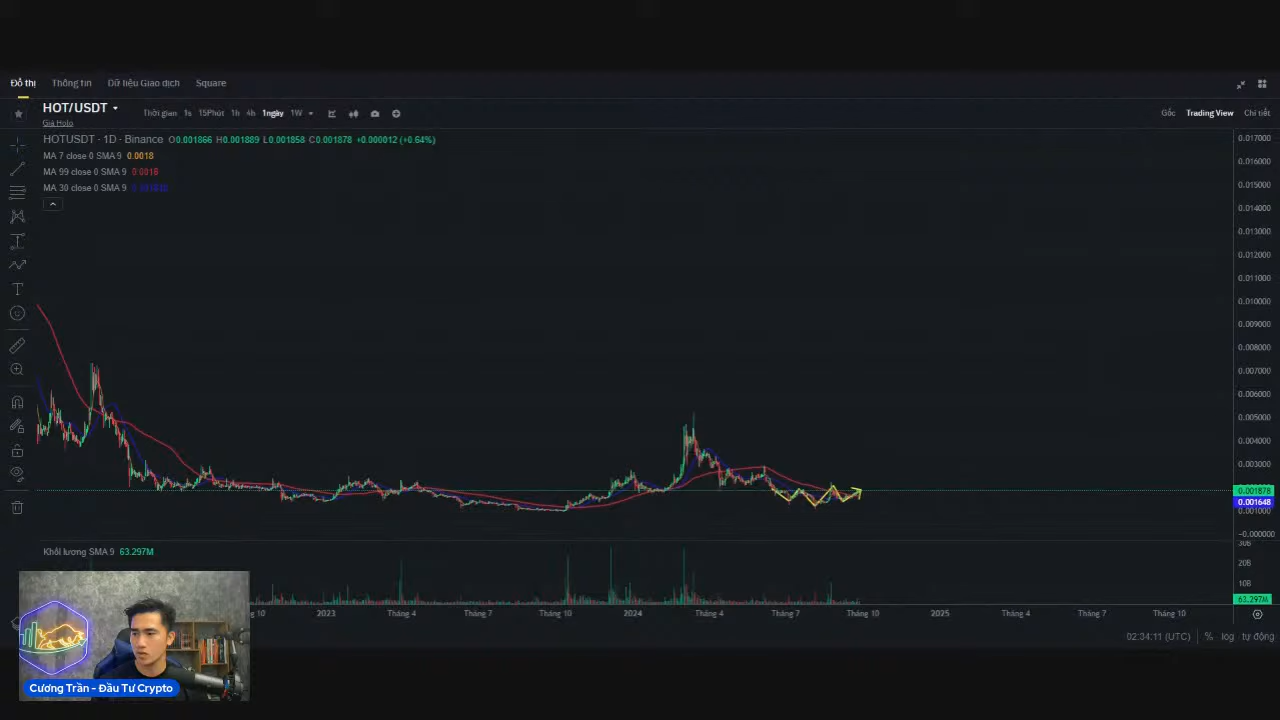 Đồ thị Thông tin Dữ liệu Giao dịch Square
HOT/USDT
Giá Holo
Thời gian 1s 15Phút 1h 4h 1ngày 1W
Gốc Trading View Chi tiết
HOTUSDT · 1D · Binance O0.001866 H0.001889 L0.001858 C0.001878 +0.000012 (+0.64%)
MA 7 close 0 SMA 9 0.0018
MA 99 close 0 SMA 9 0.0016
MA 30 close 0 SMA 9
0.017000
0.016000
0.015000
0.014000
0.013000
0.012000
0.011000
0.010000
0.009000
0.008000
0.007000
0.006000
0.005000
0.004000
0.003000
0.001878
0.001648
0.001000
-0.000000
30B
20B
10B
63.297M
Khối lượng SMA 9 63.297M
10 2023 Tháng 4 Tháng 7 Tháng 10 2024 Tháng 4 Tháng 7 Tháng 10 2025 Tháng 4 Tháng 7 Tháng 10
02:34:11 (UTC) % log tự động
Cương Trần - Đầu Tư Crypto